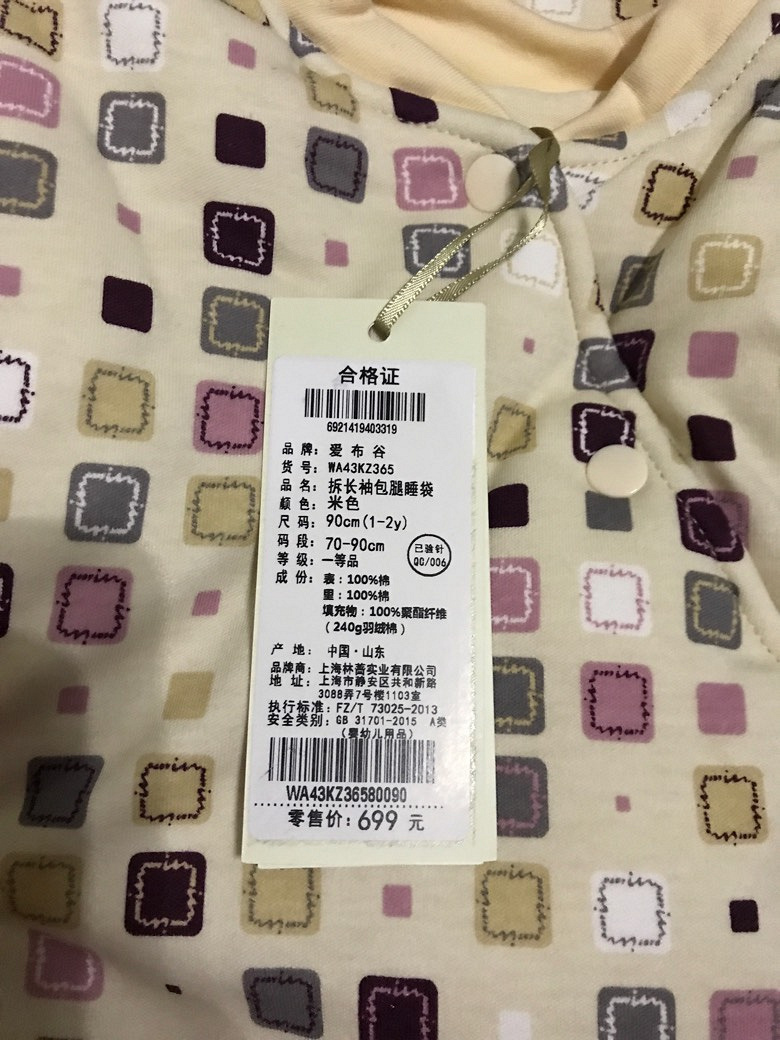 合格证
6921419403319
品 牌：爱 布 谷
货 号：WA43KZ365
品 名：拆长袖包腿睡袋
颜 色：米色
尺 码：90cm(1-2y)
码 段：70-90cm
等 级：一等品
已验针
QC/006
成 份：表：100%棉
里：100%棉
填充物：100%聚酯纤维
（240g羽绒棉）
产 地：中国·山东
品牌商：上海林蔷实业有限公司
地 址：上海市静安区共和新路
3088弄7号楼1103室
执行标准：FZ/T 73025-2013
安全类别：GB 31701-2015 A类
（婴幼儿用品）
WA43KZ36580090
零售价：699 元